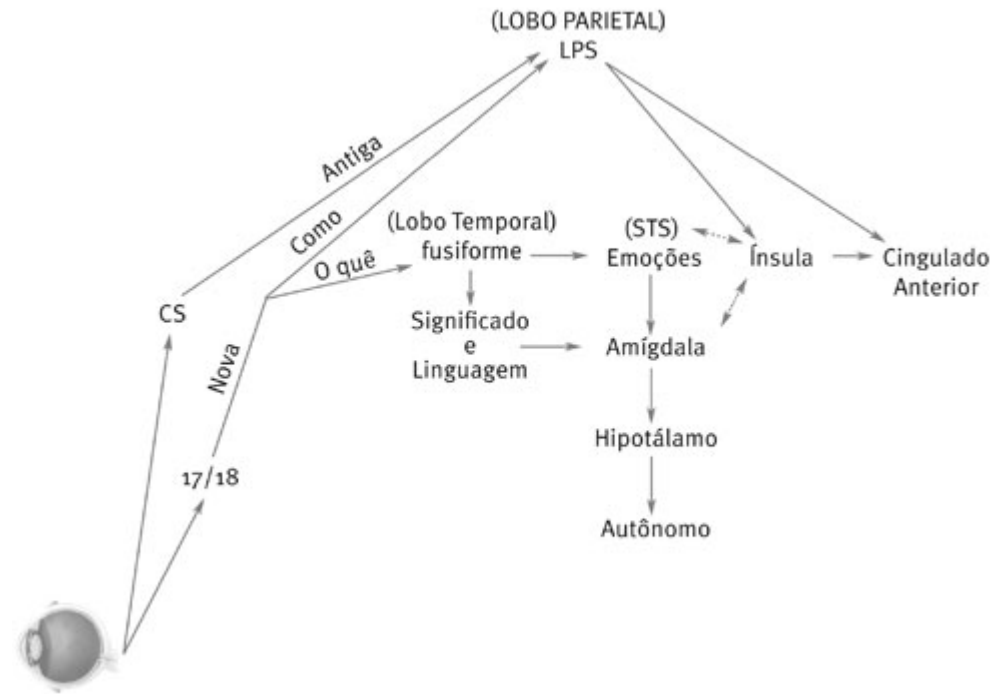 (LOBO PARIETAL)
LPS
Antiga
Como
(Lobo Temporal)
fusiforme
O quê
(STS)
Emoções
Ínsula
Cingulado
Anterior
CS
Nova
Significado
e
Linguagem
Amígdala
Hipotálamo
17/18
Autônomo